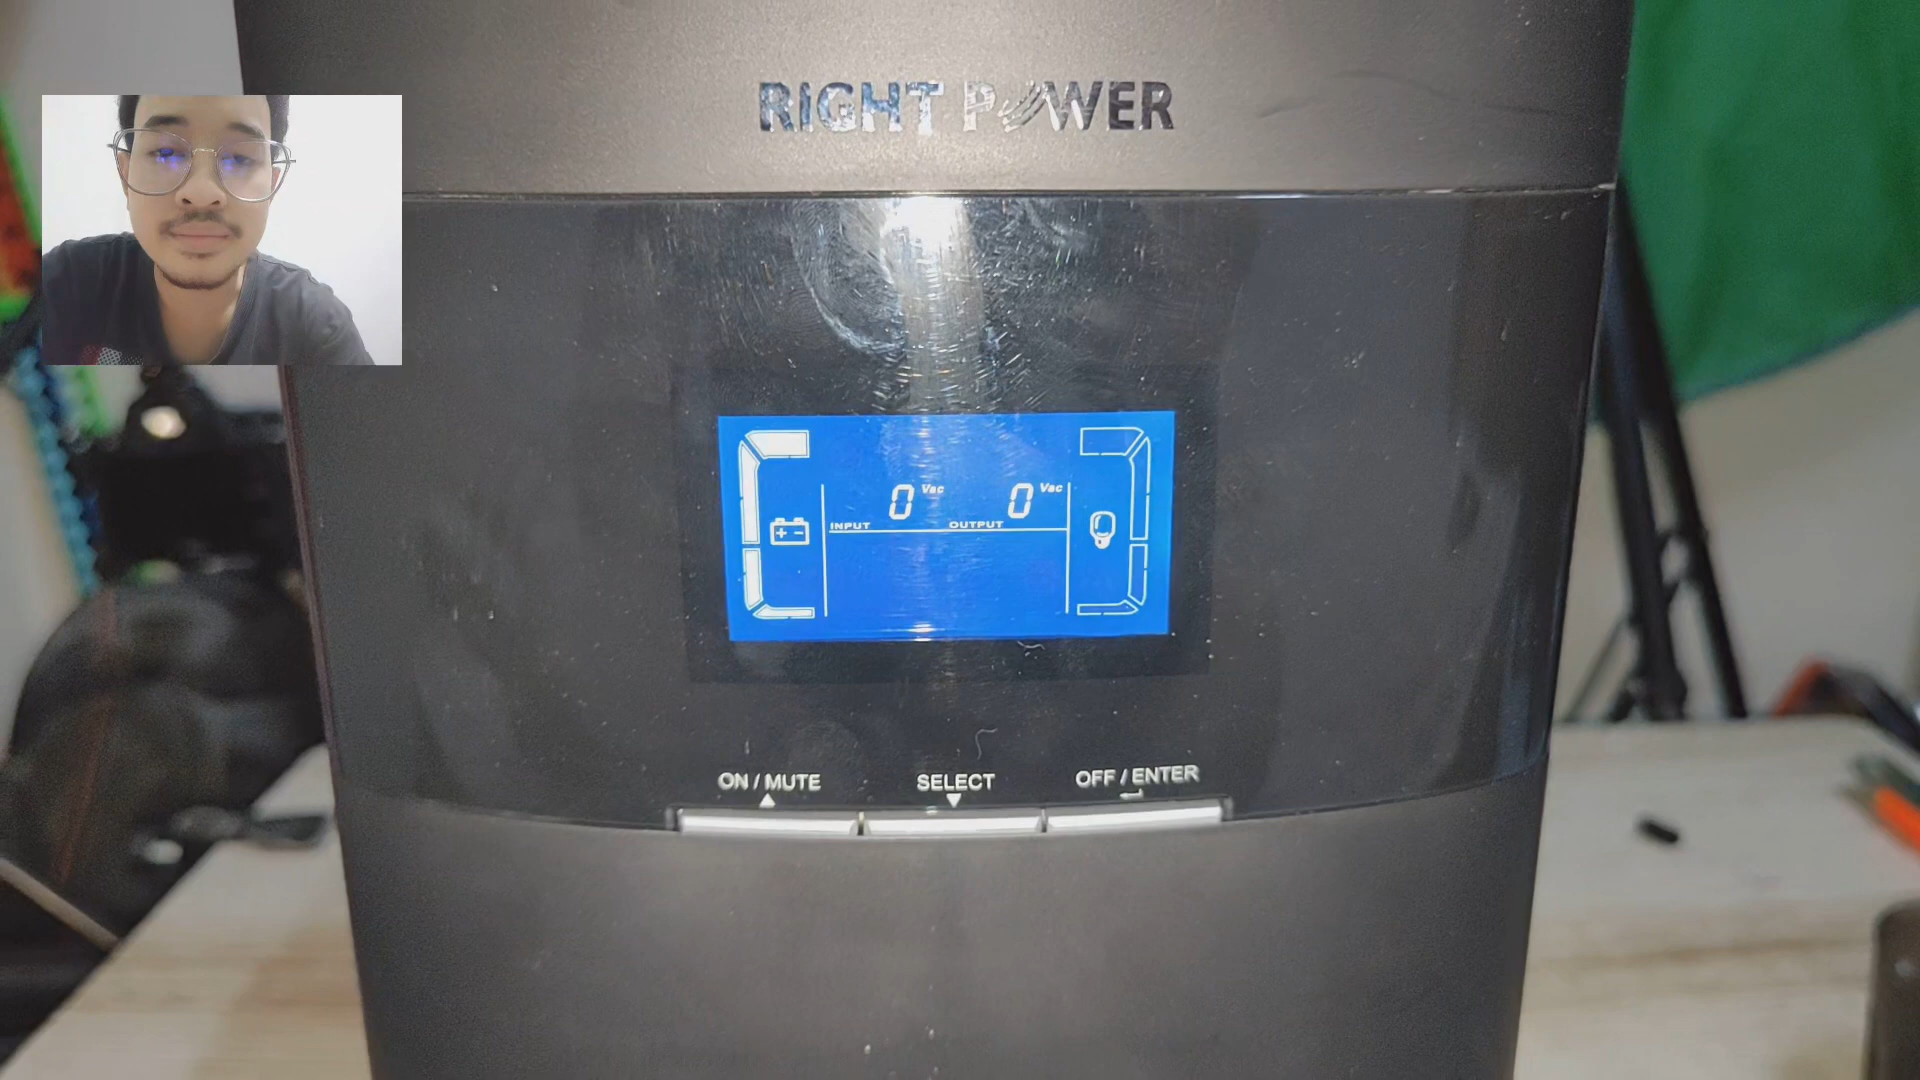 RIGHT POWER
0 Vac 0 Vac
INPUT OUTPUT
ON / MUTE SELECT OFF / ENTER